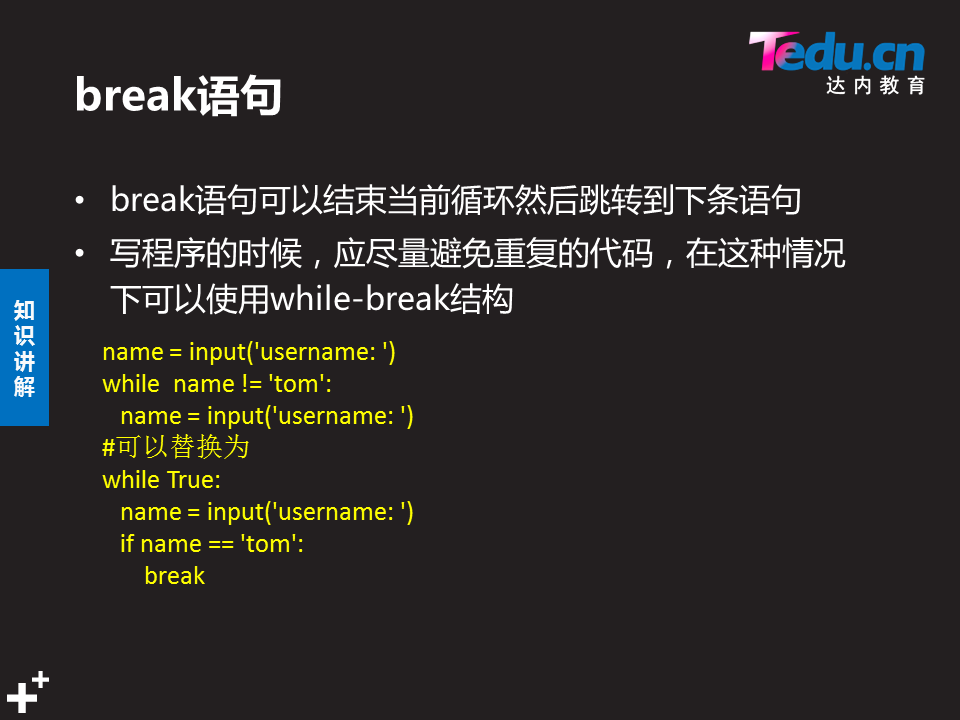 Tedu.cn
达内教育
break语句
• break语句可以结束当前循环然后跳转到下条语句
• 写程序的时候，应尽量避免重复的代码，在这种情况
下可以使用while-break结构
知识讲解
name = input('username: ')
while  name != 'tom':
   name = input('username: ')
#可以替换为
while True:
   name = input('username: ')
   if name == 'tom':
       break